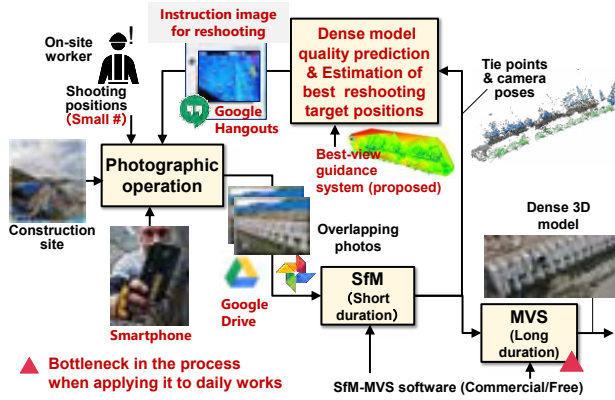 On-site
worker
Shooting
positions
(Small #)
Instruction image
for reshooting
Google
Hangouts
Dense model
quality prediction
& Estimation of
best reshooting
target positions
Tie points
& camera
poses
Best-view
guidance
system (proposed)
Photographic
operation
Construction
site
Smartphone
Google
Drive
Overlapping
photos
SfM
(Short
duration)
Dense 3D
model
MVS
(Long
duration)
SfM-MVS software (Commercial/Free)
Bottleneck in the process
when applying it to daily works